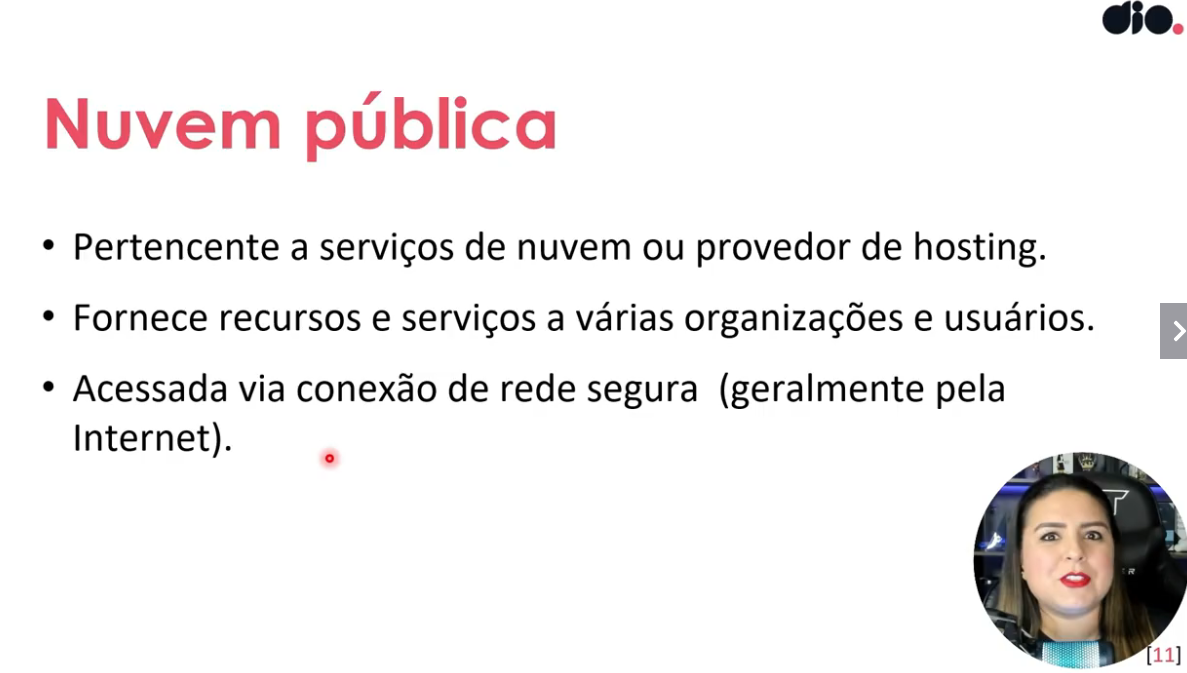 dio.
Nuvem pública
• Pertencente a serviços de nuvem ou provedor de hosting.
• Fornece recursos e serviços a várias organizações e usuários.
• Acessada via conexão de rede segura (geralmente pela
Internet).
[11]